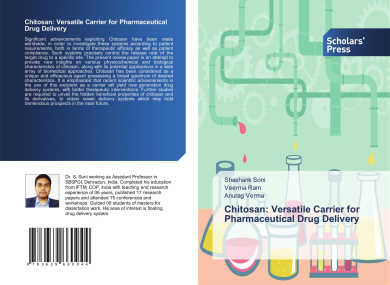 Chitosan: Versatile Carrier for Pharmaceutical
Drug Delivery
Significant advancements exploiting Chitosan have been made
worldwide, in order to investigate these systems according to patient
requirements, both in terms of therapeutic efficacy as well as patient
compliance. Such systems precisely control the release rate of the
target drug to a specific site. The present review paper is an attempt to
provide new insights on various physicochemical and biological
characteristics of chitosan, along with its potential applications in a wide
array of biomedical approaches. Chitosan has been considered as a
unique and efficacious agent possessing a broad spectrum of desired
characteristics. It is emphasised that recent scientific advancements in
the use of this excipient as a carrier will yield new generation drug
delivery systems, with better therapeutic interventions. Further studies
are required to unveil the hidden beneficial properties of chitosan and
its derivatives, to obtain newer delivery systems which may hold
tremendous prospects in the near future.
Dr. S. Soni working as Assistant Professor in
SBSPGI, Dehradun, India. Completed his education
from IFTM; COP, India with teaching and research
experience of 06 years, published 17 research
papers and attended 15 conferences and
workshops. Guided 08 students of masters for
dissertation work. His area of interest is floating
drug delivery system.
Scholars'
Press
Shashank Soni
Veerma Ram
Anurag Verma
Chitosan: Versatile Carrier for
Pharmaceutical Drug Delivery